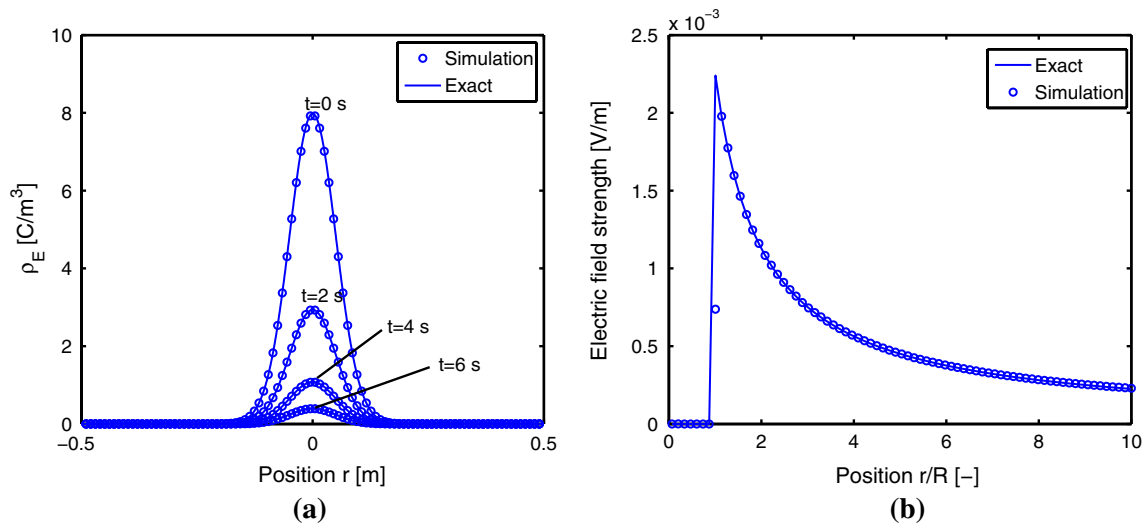 10
8
6
4
2
0
−0.5
0
0.5
ρE [C/m3]
Position r [m]
Simulation
Exact
t=0 s
t=2 s
t=4 s
t=6 s
(a)
x 10−3
2.5
2
1.5
1
0.5
0
0
2
4
6
8
10
Electric field strength [V/m]
Position r/R [−]
Exact
Simulation
(b)